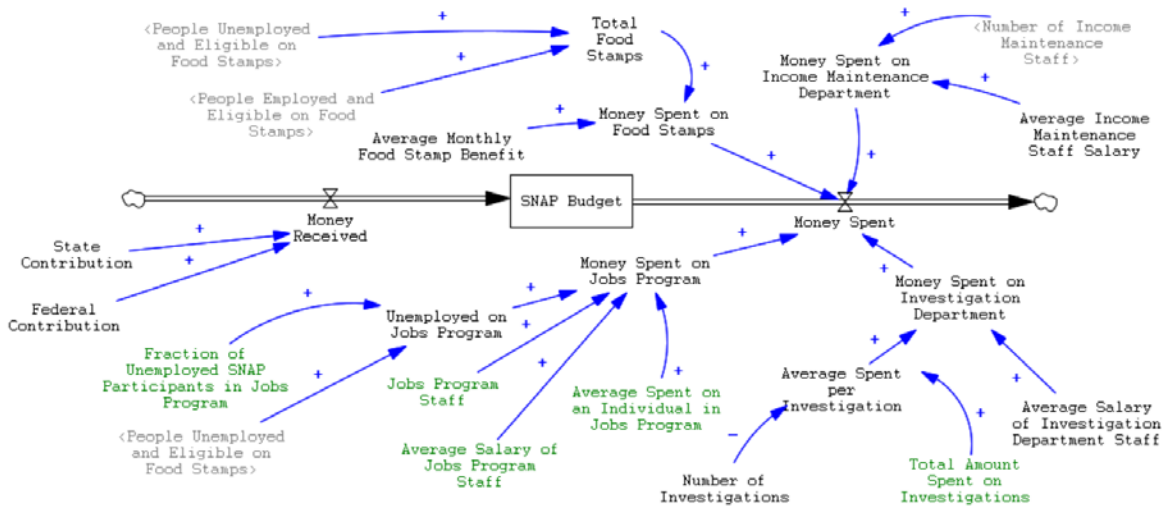 <People Unemployed
and Eligible on
Food Stamps>
+
Total
Food
Stamps
+
<Number of Income
Maintenance
Staff>
+
+
Money Spent on
Income Maintenance
Department
+
<People Employed and
Eligible on Food
Stamps>
+
Money Spent on
Food Stamps
Average Monthly
Food Stamp Benefit
Average Income
Maintenance
Staff Salary
+
+
SNAP Budget
Money
Received
Money Spent
+
State
Contribution
+
+
Money Spent on
Jobs Program
+
Money Spent on
Investigation
Department
Federal
Contribution
+
+
Unemployed on
Jobs Program
+
Fraction of
Unemployed SNAP
Participants in Jobs
Program
+
+
+
+
Jobs Program
Staff
Average Spent on
an Individual in
Jobs Program
Average Spent
per
Investigation
+
Average Salary
of Investigation
Department Staff
<People Unemployed
and Eligible on
Food Stamps>
Average Salary of
Jobs Program
Staff
−
+
Number of
Investigations
Total Amount
Spent on
Investigations